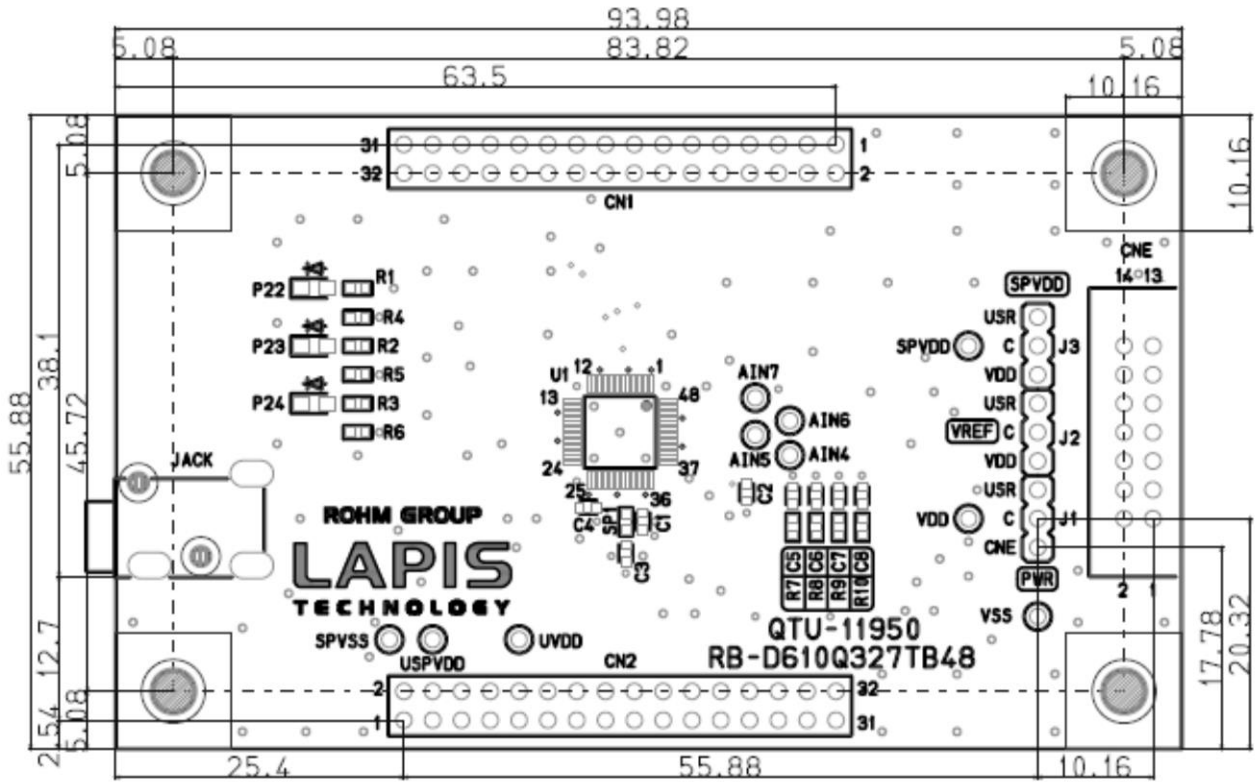 93.98
5.08 83.82 5.08
63.5 10.16
5.08
31 1
32 2
CN1
10.16
CNE
14 13
SPVDD
P22 R1
R4
P23 R2
R5
P24 R3
R6
USR
SPVDD C J3
VDD
USR
VREF C J2
VDD
USR
VDD C J1
CNE
PWR
VSS
2 1
U1 12 1
13 48
24 37
25 36
AIN7
AIN6
AIN5 AIN4
C4 SP1 C1 C2
C3
JACK
ROHM GROUP
LAPIS
TECHNOLOGY
R7 C5
R8 C6
R9 C7
R10 C8
QTU-11950
RB-D610Q327TB48
SPVSS USPVDD UVDD
CN2
2 32
1 31
55.88
38.1
45.72
12.7
2.54
5.08
17.78
20.32
25.4 55.88 10.16